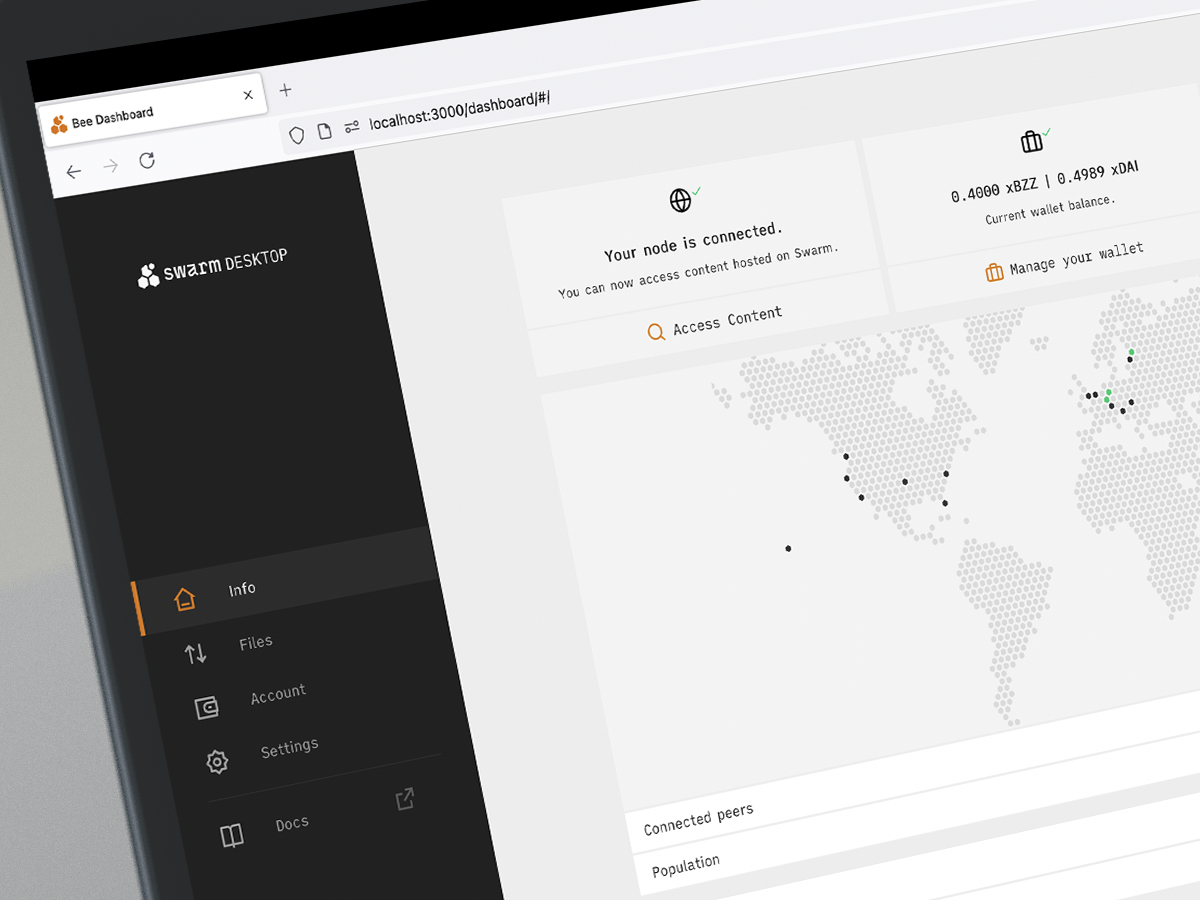 Bee Dashboard
localhost:3000/dashboard/#/
swarm DESKTOP
Your node is connected.
You can now access content hosted on Swarm.
Access Content
0.4000 xBZZ | 0.4989 xDAI
Current wallet balance.
Manage your wallet
Info
Files
Account
Settings
Docs
Connected peers
Population